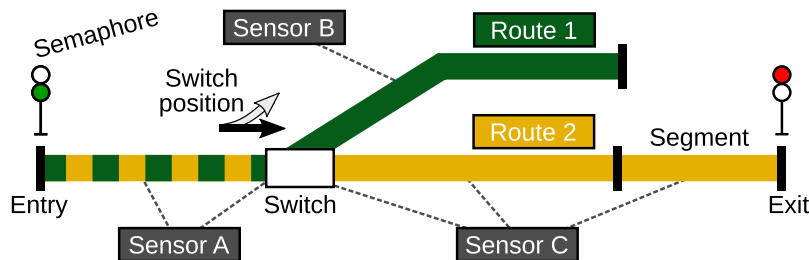 Semaphore
Sensor B
Route 1
Switch
position
Route 2
Segment
Entry
Switch
Exit
Sensor A
Sensor C